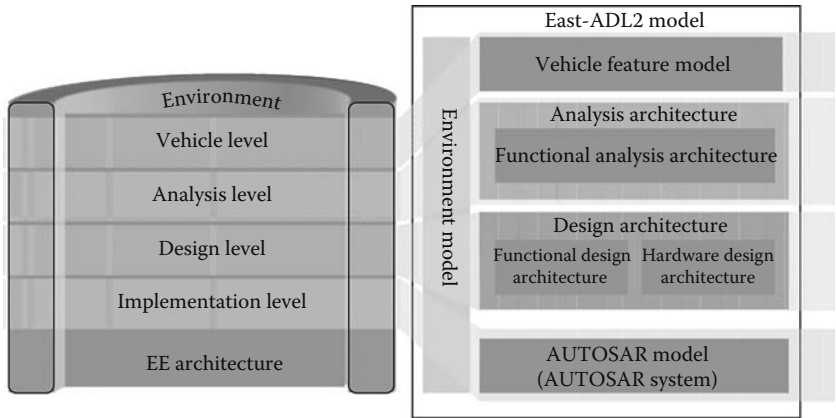 Environment
Vehicle level
Analysis level
Design level
Implementation level
EE architecture
East-ADL2 model
Environment model
Vehicle feature model
Analysis architecture
Functional analysis architecture
Design architecture
Functional design
architecture
Hardware design
architecture
AUTOSAR model
(AUTOSAR system)